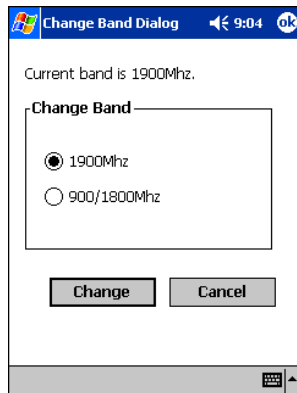 Change Band Dialog 9:04 ok
Current band is 1900Mhz.
Change Band
1900Mhz
900/1800Mhz
Change Cancel